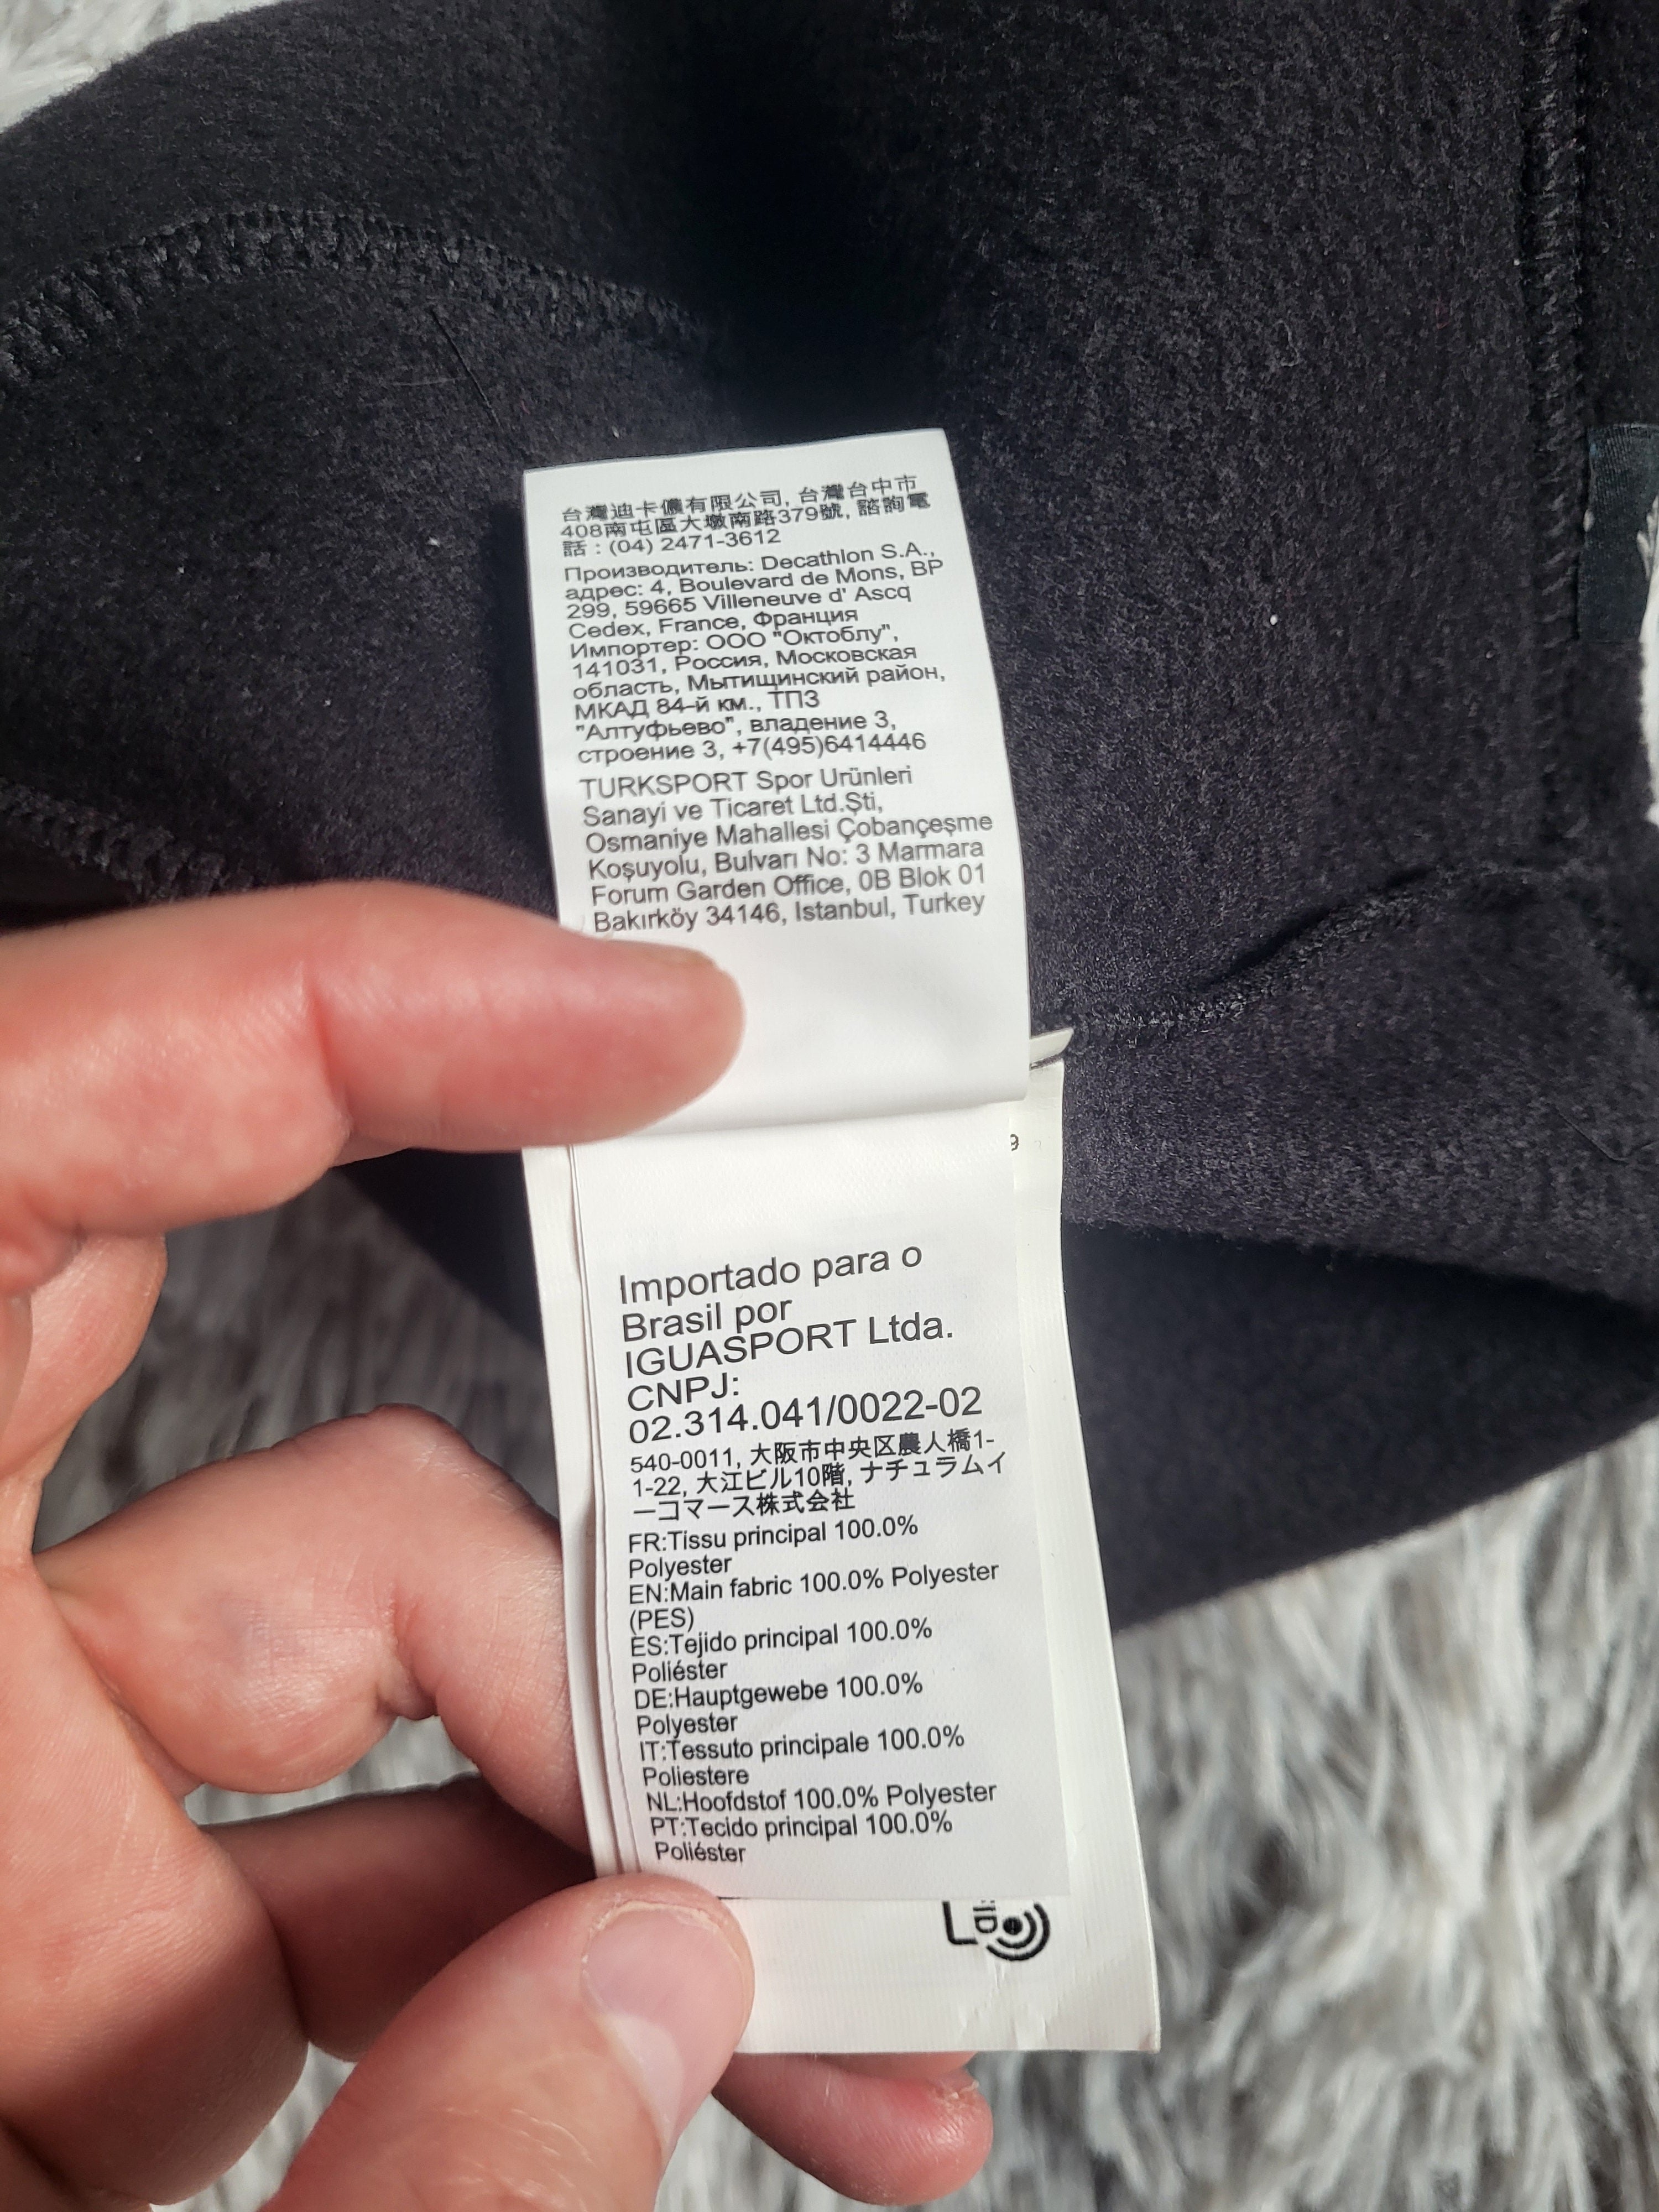 台灣迪卡儂有限公司, 台灣台中市
408南屯區大墩南路379號, 諮詢電
話 : (04) 2471-3612
Производитель: Decathlon S.A.,
адрес: 4, Boulevard de Mons, BP
299, 59665 Villeneuve d' Ascq
Cedex, France, Франция
Импортер: ООО "Октоблу",
141031, Россия, Московская
область, Мытищинский район,
МКАД 84-й км., ТПЗ
"Алтуфьево", владение 3,
строение 3, +7(495)6414446
TURKSPORT Spor Urünleri
Sanayi ve Ticaret Ltd.Şti,
Osmaniye Mahallesi Çobançeşme
Koşuyolu, Bulvarı No: 3 Marmara
Forum Garden Office, 0B Blok 01
Bakırköy 34146, Istanbul, Turkey
9
Importado para o
Brasil por
IGUASPORT Ltda.
CNPJ:
02.314.041/0022-02
540-0011, 大阪市中央区農人橋1-
1-22, 大江ビル10階, ナチュラムイ
ーコマース株式会社
FR:Tissu principal 100.0%
Polyester
EN:Main fabric 100.0% Polyester
(PES)
ES:Tejido principal 100.0%
Poliéster
DE:Hauptgewebe 100.0%
Polyester
IT:Tessuto principale 100.0%
Poliestere
NL:Hoofdstof 100.0% Polyester
PT:Tecido principal 100.0%
Poliéster